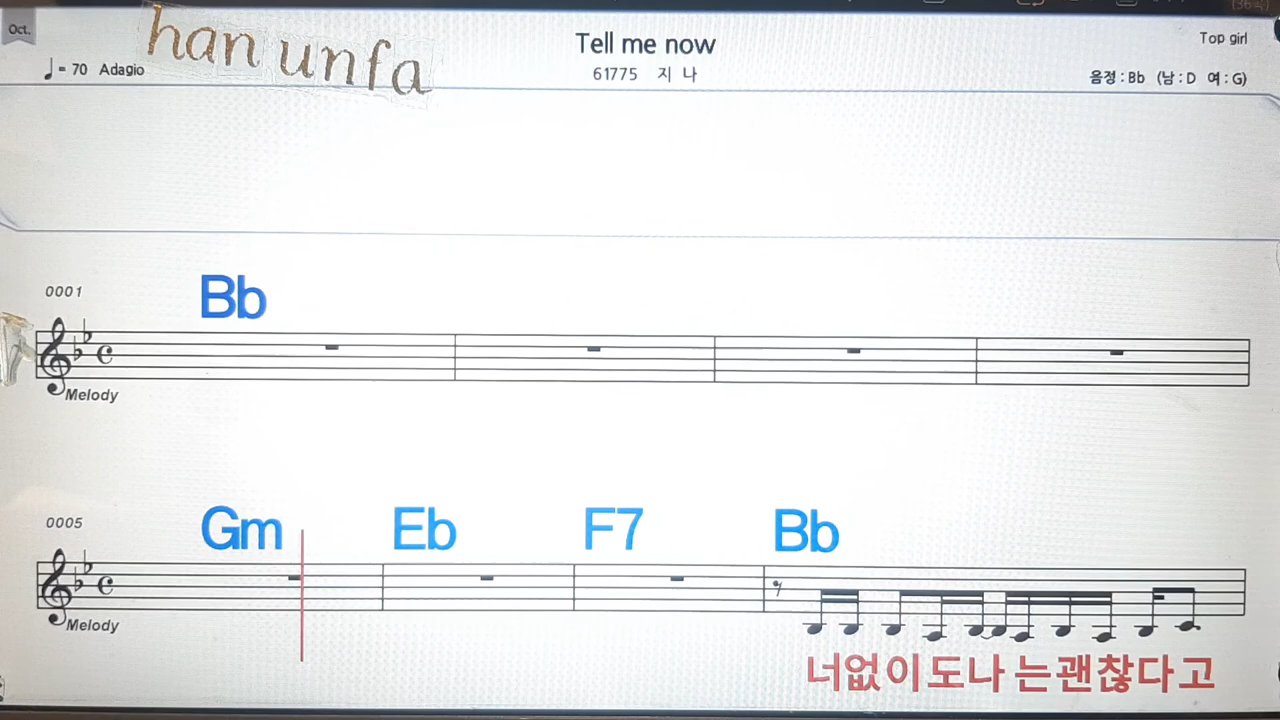 Oct.
han unfa
Tell me now
Top girl
♩= 70 Adagio
61775 지 나
음정 : Bb (남 : D 여 : G)
0001
Bb
Melody
0005
Gm Eb F7 Bb
Melody
너없이도나 는괜찮다고